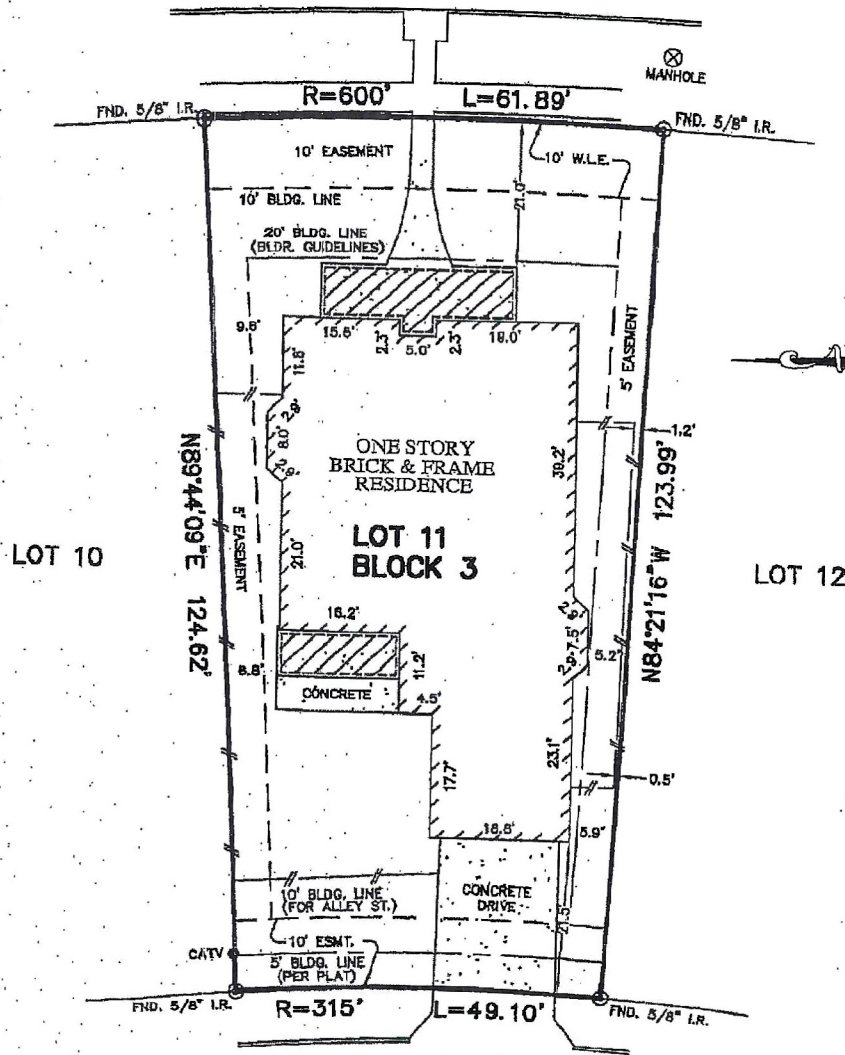 MANHOLE
R=600' L=61.89'
FND. 5/8" I.R.
FND. 5/8" I.R.
10' EASEMENT
10' W.L.E.
10' BLDG. LINE
21.0'
20' BLDG. LINE
(BLDR. GUIDELINES)
15.6'
2.3'
5.0'
2.3'
19.0'
5' EASEMENT
11.8'
2.9'
8.0'
2.9'
1.2'
ONE STORY
BRICK & FRAME
RESIDENCE
39.2'
N89°44'09"E 124.62'
N84°21'16"W 123.99'
LOT 10
5' EASEMENT
21.0'
LOT 11
BLOCK 3
LOT 12
16.2'
7.5'
5.2'
11.2'
CONCRETE
4.5'
23.1'
17.7'
0.5'
18.8'
5.9'
10' BLDG. LINE
(FOR ALLEY ST.)
CONCRETE
DRIVE
21.5'
10' ESMT.
CATV
5' BLDG. LINE
(PER PLAT)
FND. 5/8" I.R.
R=315' L=49.10'
FND. 5/8" I.R.